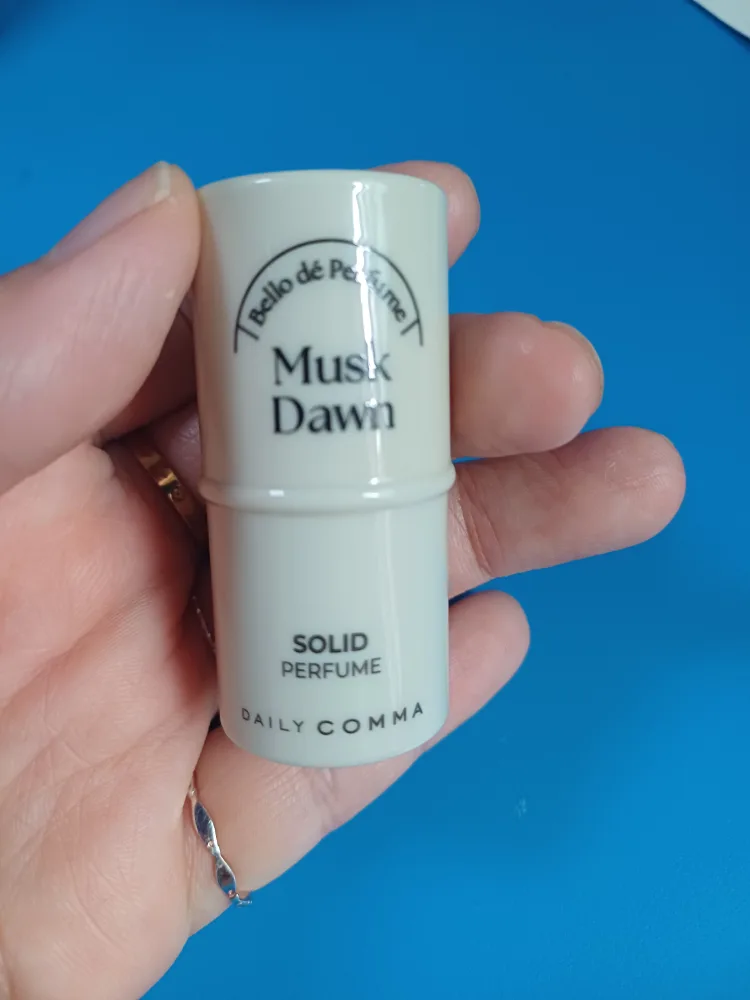 Bello dé Perfume
Musk
Dawn
SOLID
PERFUME
DAILY COMMA